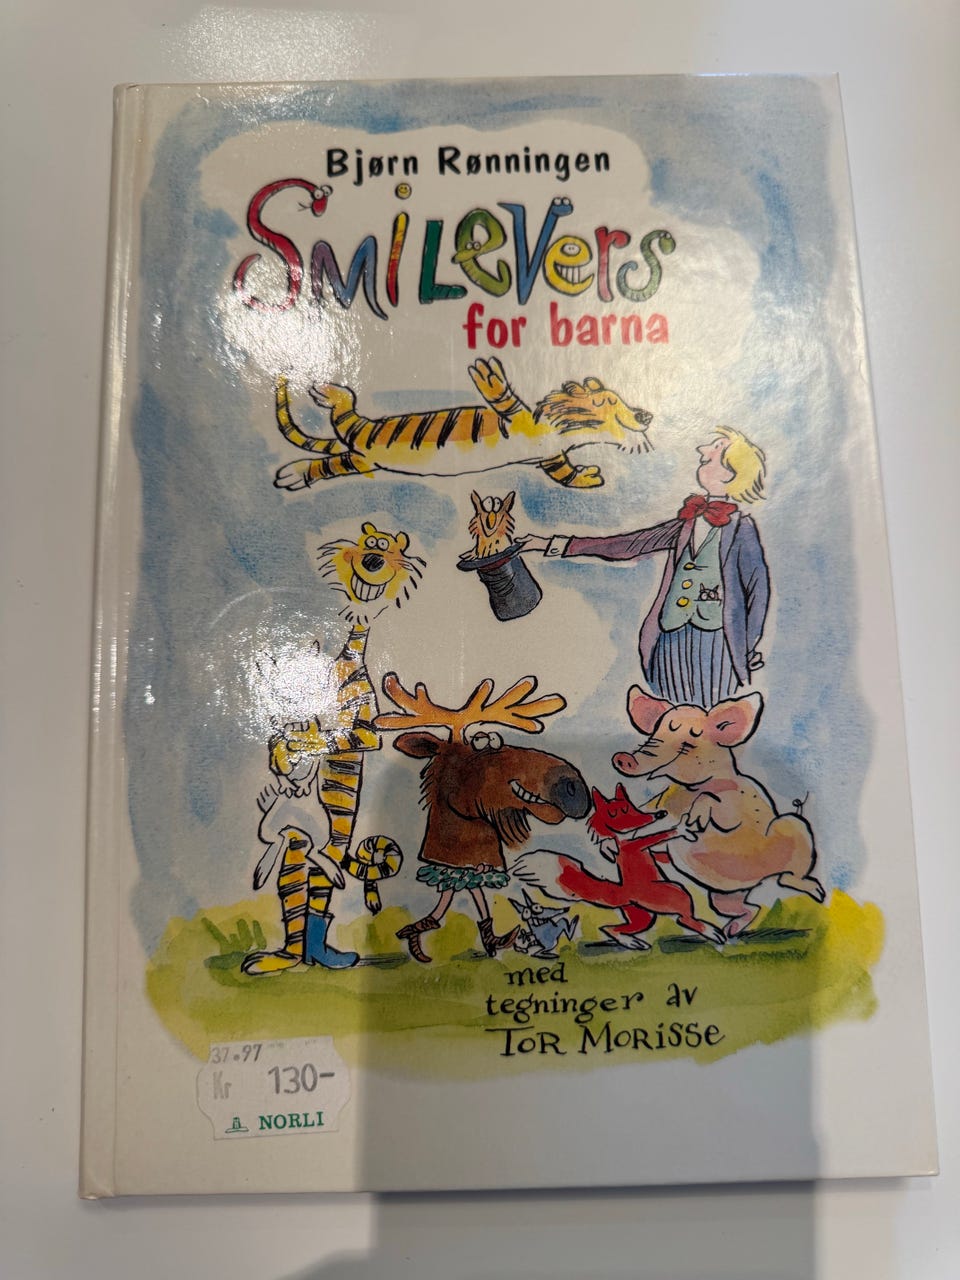 Bjørn Rønningen
SMiLeVers
for barna
med
tegninger av
TOR MORISSE
37.97
Kr 130-
NORLI